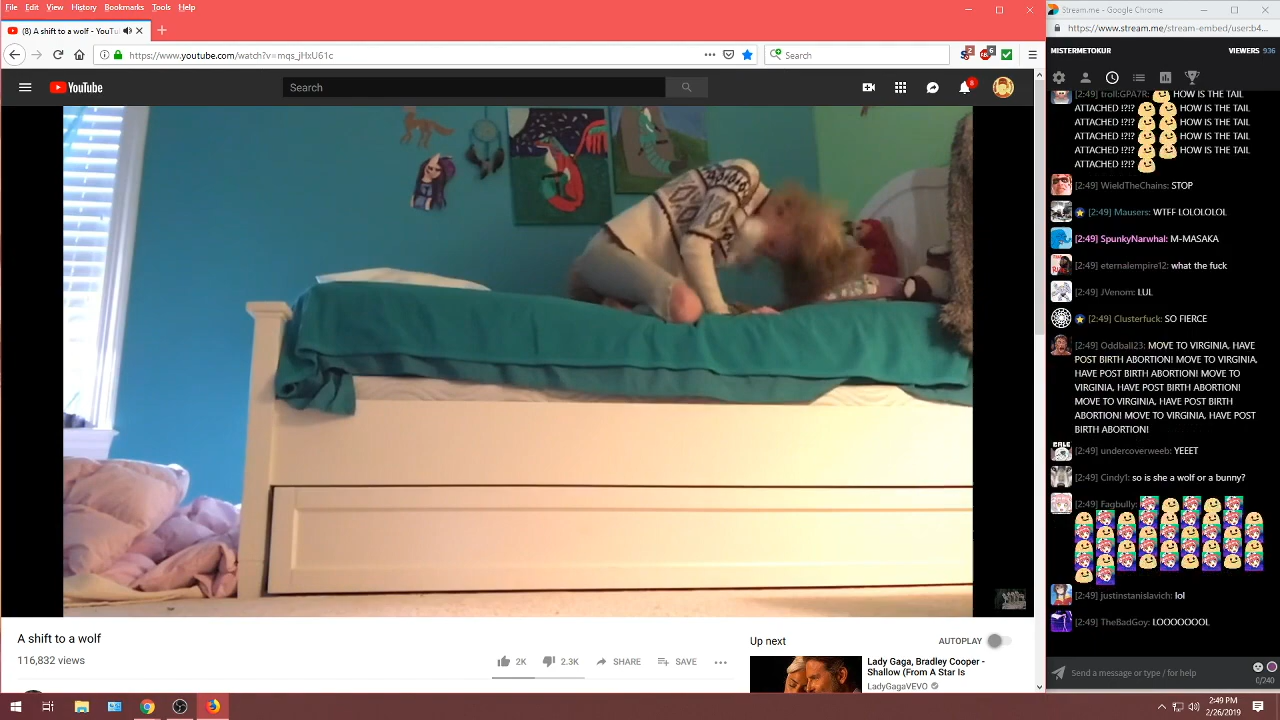 File Edit View History Bookmarks Tools Help
(8) A shift to a wolf - YouTu
https://www.youtube.com/watch?v=mqs_jHxU61c
Search
2
6
YouTube
Search
8
A shift to a wolf
116,832 views
2K
2.3K
SHARE
SAVE
Up next
AUTOPLAY
Lady Gaga, Bradley Cooper -
Shallow (From A Star Is
LadyGagaVEVO
Stream.me - Google Chrome
https://www.stream.me/stream-embed/user:b4...
MISTERMETOKUR
VIEWERS 936
[2:49] troll:GPA7R: HOW IS THE TAIL
ATTACHED !?!? HOW IS THE TAIL
ATTACHED !?!? HOW IS THE TAIL
ATTACHED !?!? HOW IS THE TAIL
ATTACHED !?!? HOW IS THE TAIL
ATTACHED !?!?
[2:49] WieldTheChains: STOP
[2:49] Mausers: WTFF LOLOLOLOL
[2:49] SpunkyNarwhal: M-MASAKA
[2:49] eternalempire12: what the fuck
[2:49] JVenom: LUL
[2:49] Clusterfuck: SO FIERCE
[2:49] Oddball23: MOVE TO VIRGINIA, HAVE
POST BIRTH ABORTION! MOVE TO VIRGINIA,
HAVE POST BIRTH ABORTION! MOVE TO
VIRGINIA, HAVE POST BIRTH ABORTION!
MOVE TO VIRGINIA, HAVE POST BIRTH
ABORTION! MOVE TO VIRGINIA, HAVE POST
BIRTH ABORTION!
[2:49] undercoverweeb: YEEET
[2:49] Cindy1: so is she a wolf or a bunny?
[2:49] Fagbully:
[2:49] justinstanislavich: lol
[2:49] TheBadGoy: LOOOOOOOL
Send a message or type / for help
0/240
2:49 PM
2/26/2019